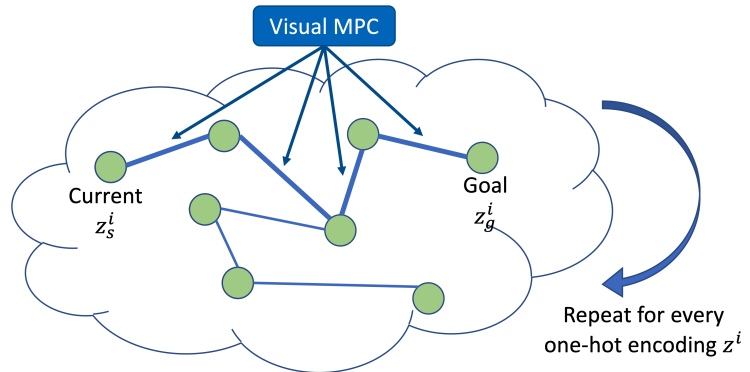 Visual MPC
Current
$z_s^i$
Goal
$z_g^i$
Repeat for every
one-hot encoding $z^i$